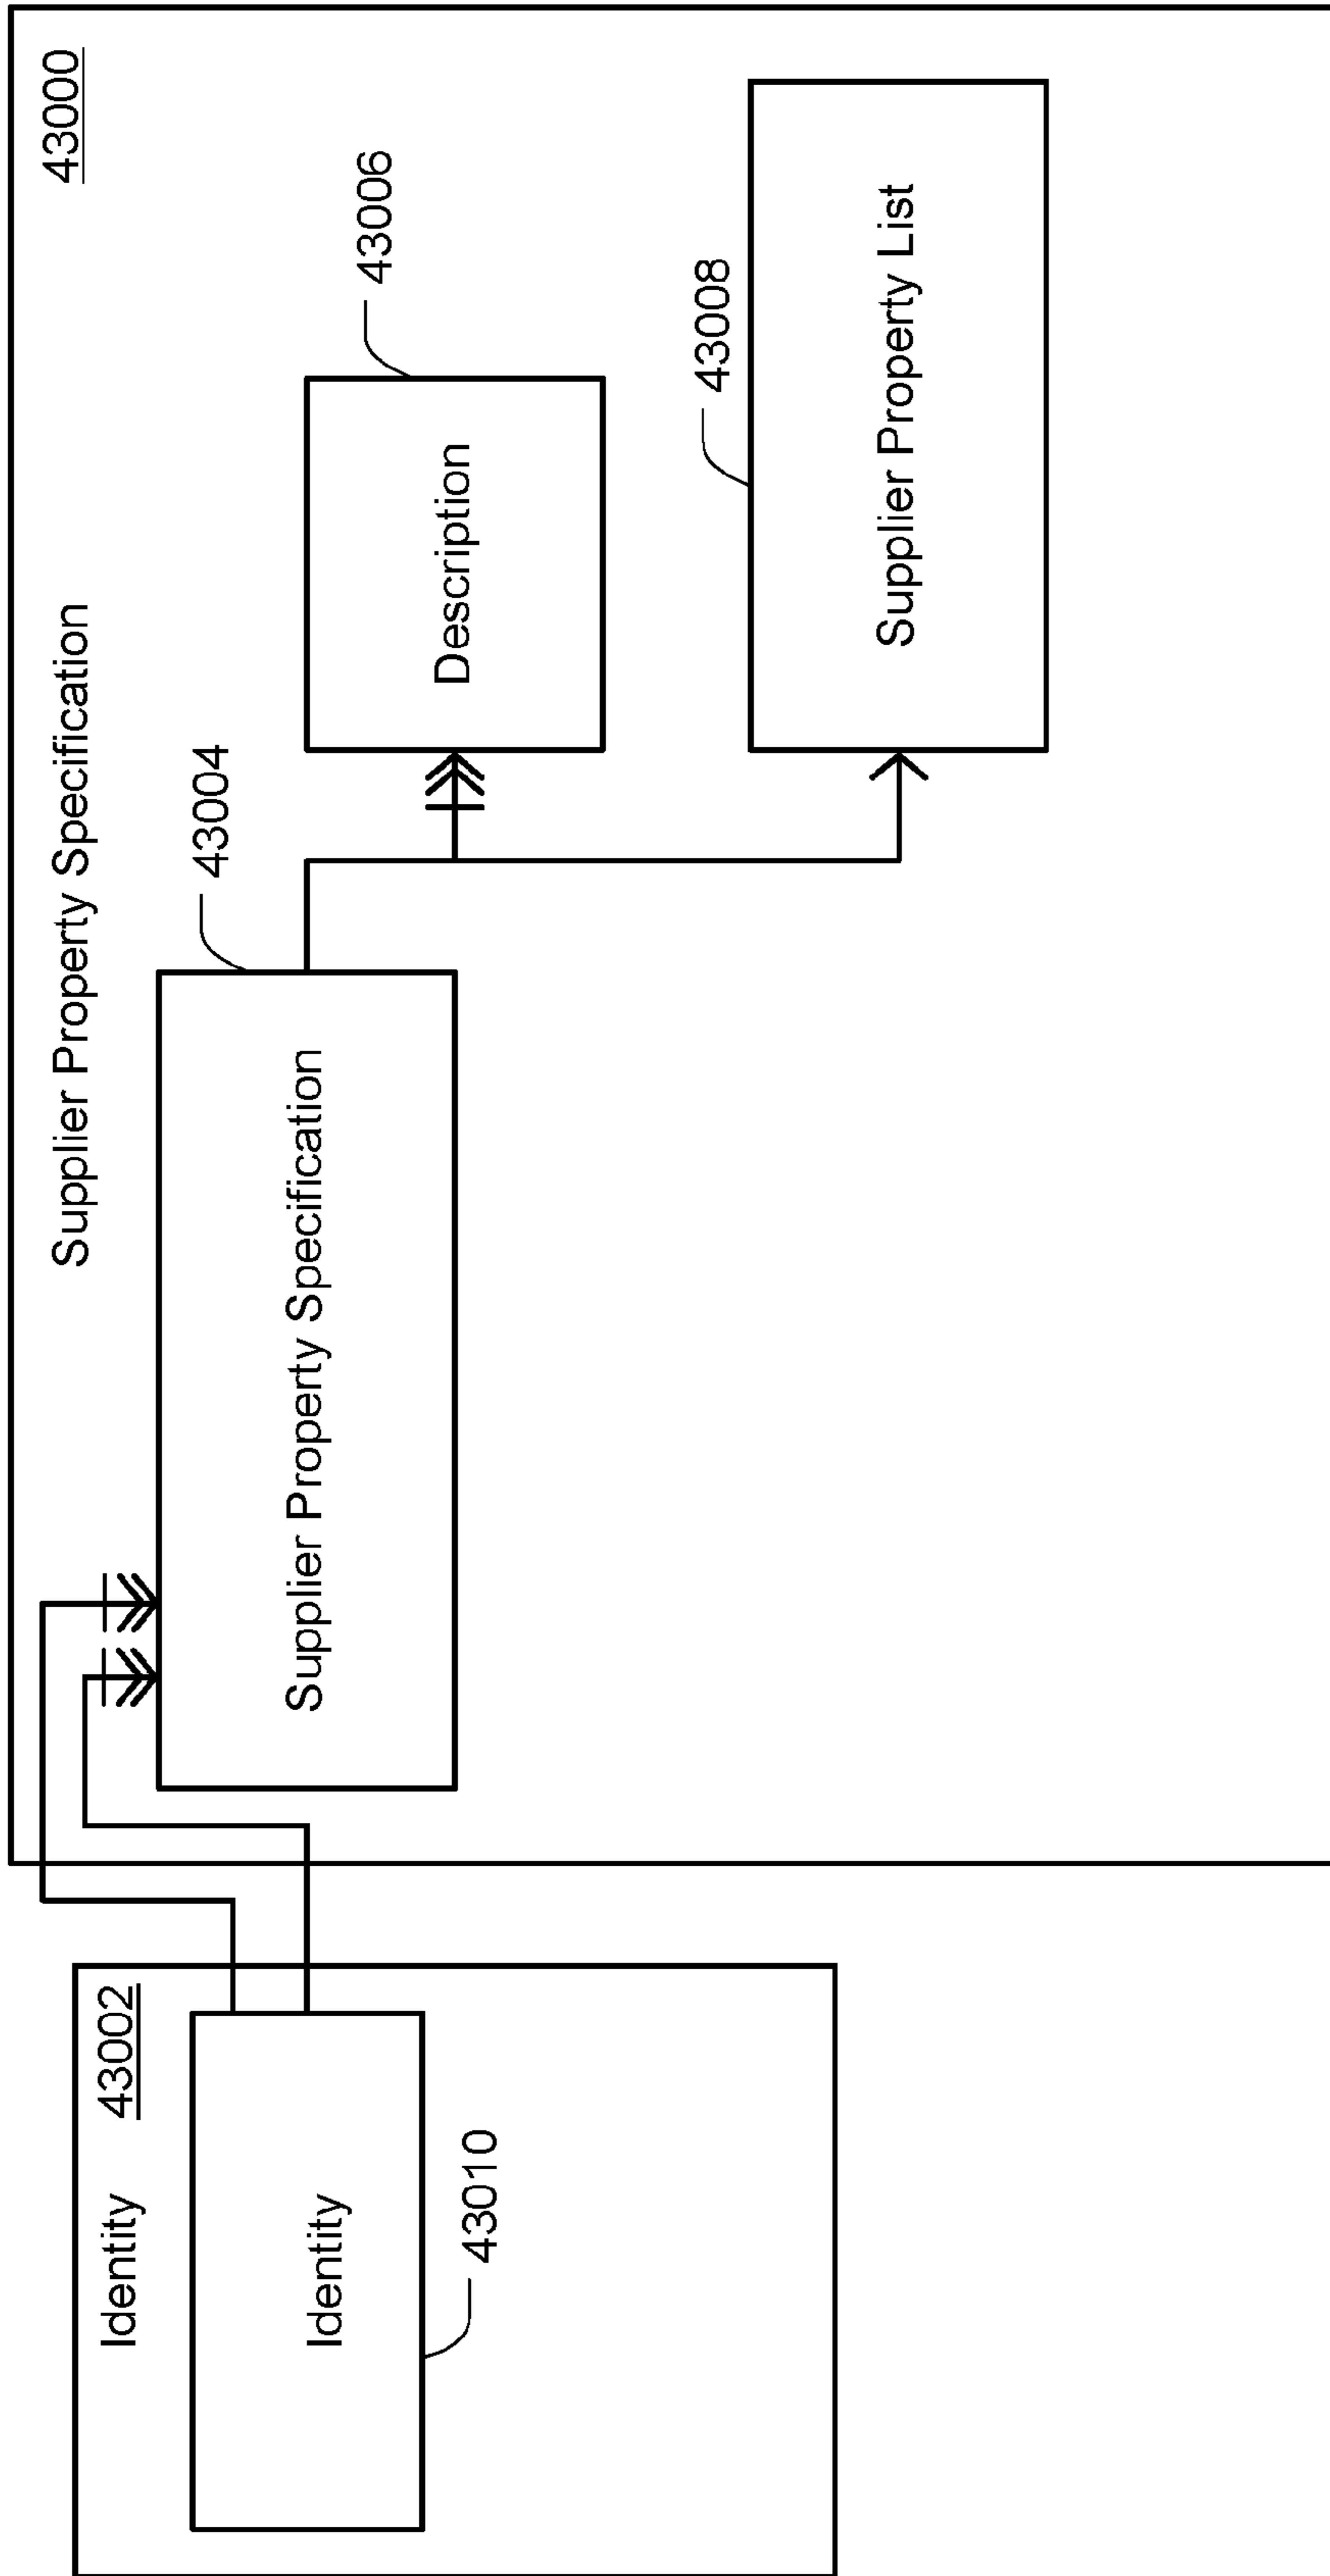 Identity 43002
Identity
43010
Supplier Property Specification
43000
Supplier Property Specification
43004
Description
43006
Supplier Property List
43008